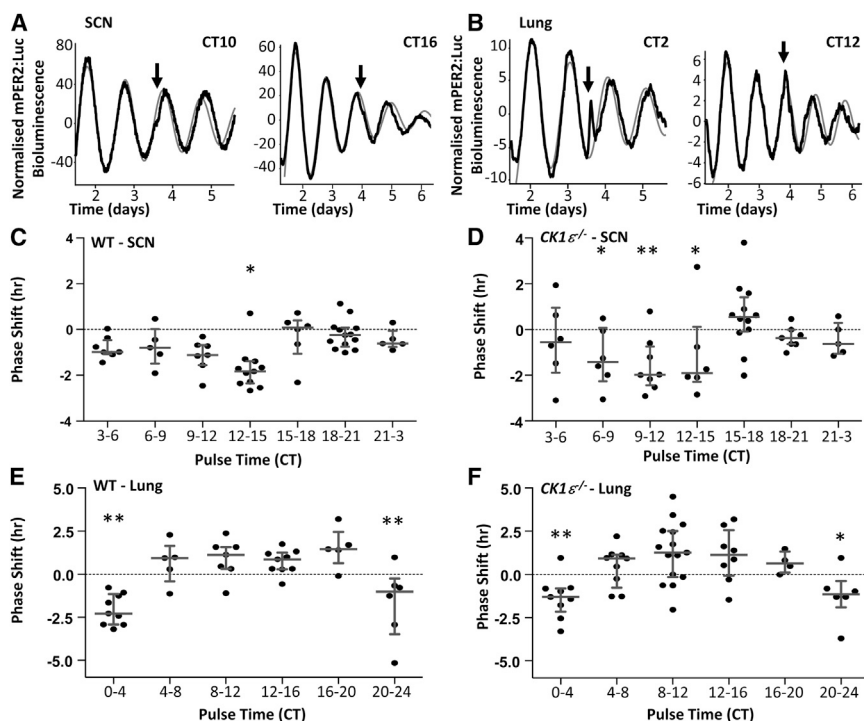 A SCN B Lung
CT10 CT16 CT2 CT12
Normalised mPER2:Luc
Bioluminescence
80
40
0
-40
2 3 4 5
Time (days)
60
40
20
0
-20
-40
2 3 4 5 6
Time (days)
Normalised mPER2:Luc
Bioluminescence
10
5
0
-5
-10
2 3 4 5
Time (days)
6
4
2
0
-2
-4
-6
2 3 4 5 6
Time (days)
C WT - SCN
*
Phase Shift (hr)
4
2
0
-2
-4
3-6 6-9 9-12 12-15 15-18 18-21 21-3
Pulse Time (CT)
D CK1ε-/- - SCN
* ** *
Phase Shift (hr)
4
2
0
-2
-4
3-6 6-9 9-12 12-15 15-18 18-21 21-3
Pulse Time (CT)
E WT - Lung
** **
Phase Shift (hr)
5.0
2.5
0.0
-2.5
-5.0
0-4 4-8 8-12 12-16 16-20 20-24
Pulse Time (CT)
F CK1ε-/- - Lung
** *
Phase Shift (hr)
5.0
2.5
0.0
-2.5
-5.0
0-4 4-8 8-12 12-16 16-20 20-24
Pulse Time (CT)